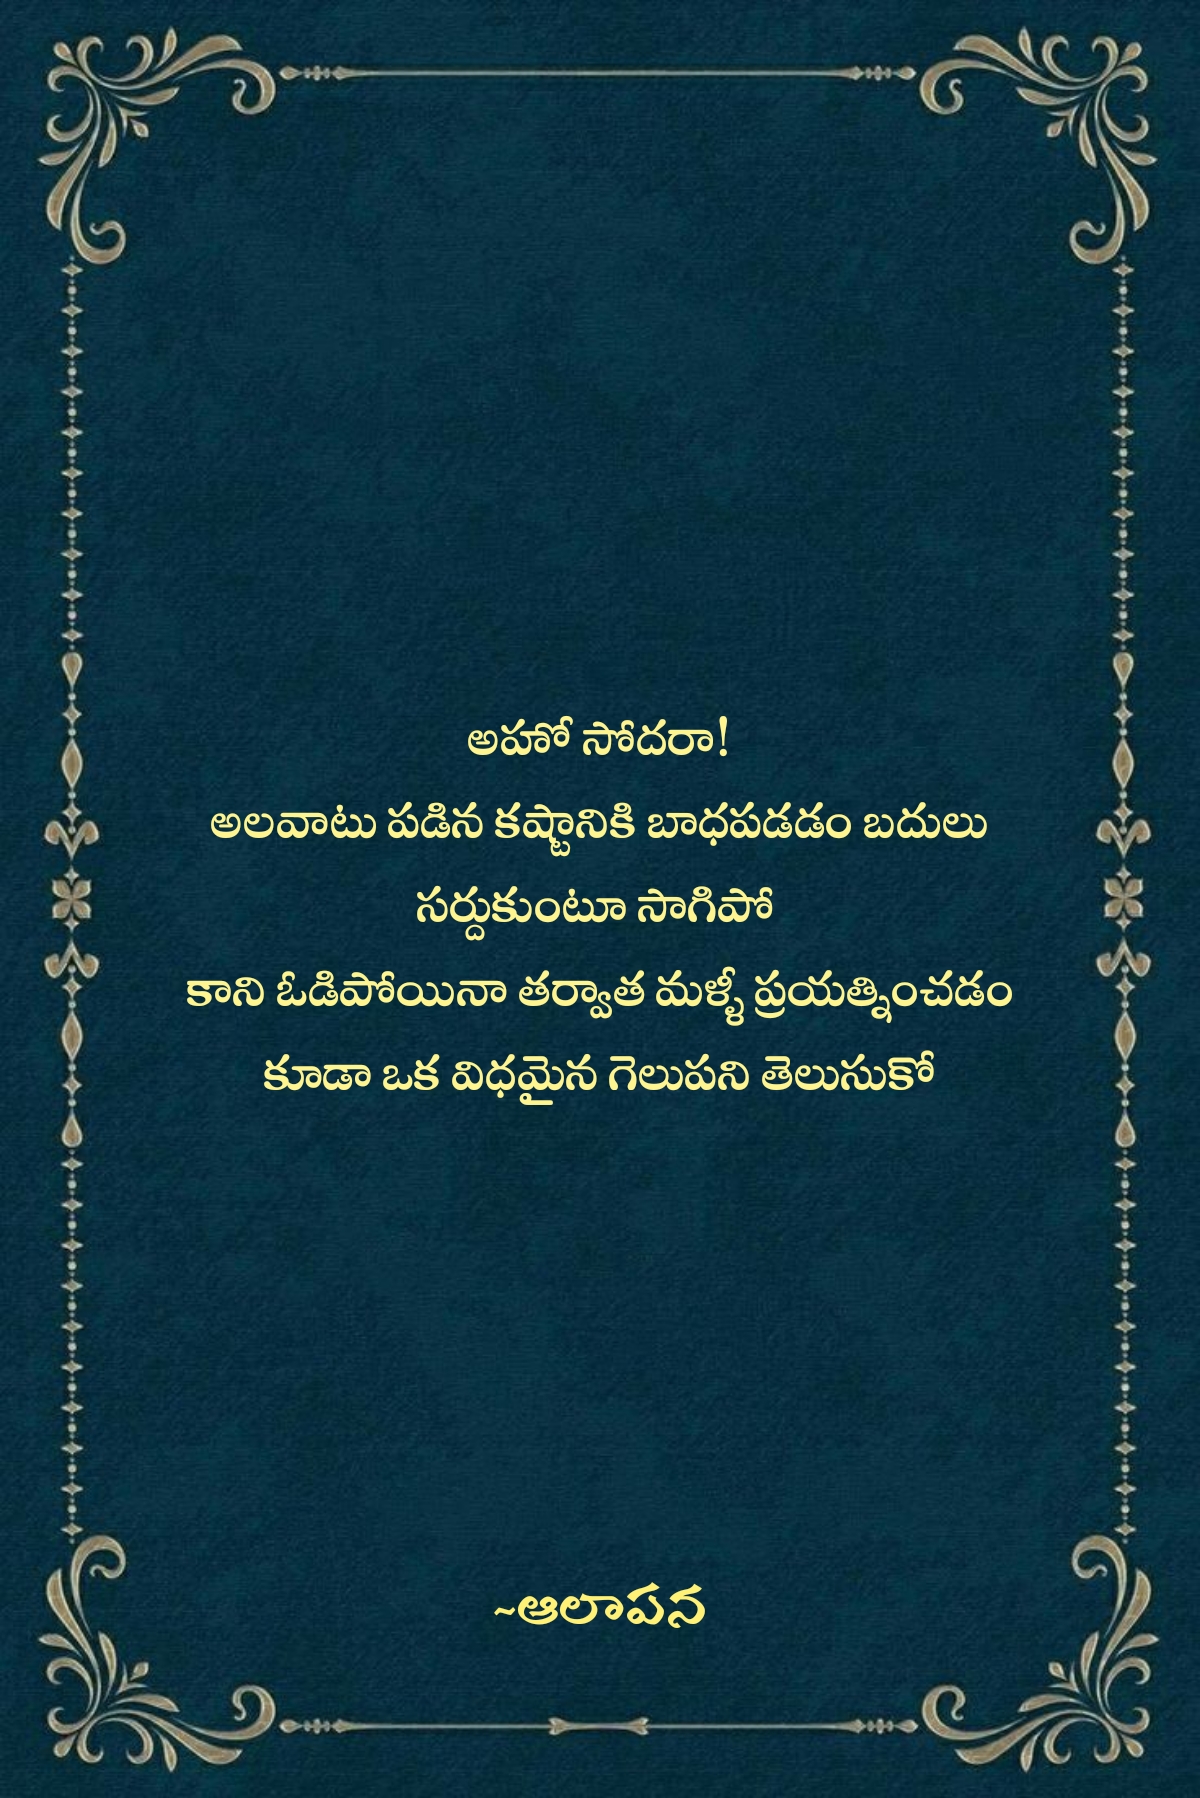 అహో సోదరా!
అలవాటు పడిన కష్టానికి బాధపడడం బదులు
సర్దుకుంటూ సాగిపో
కాని ఓడిపోయినా తర్వాత మళ్ళీ ప్రయత్నించడం
కూడా ఒక విధమైన గెలుపని తెలుసుకో
~ఆలాపన